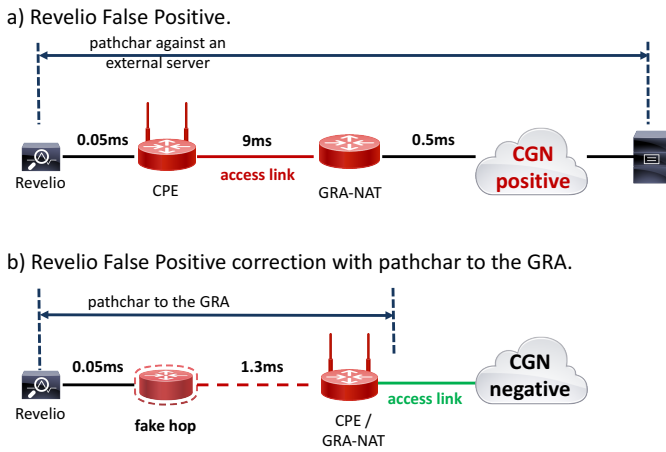 a) Revelio False Positive.
pathchar against an
external server
0.05ms
9ms
0.5ms
CGN
positive
Revelio
CPE
access link
GRA-NAT
b) Revelio False Positive correction with pathchar to the GRA.
pathchar to the GRA
0.05ms
1.3ms
CGN
negative
Revelio
fake hop
CPE /
GRA-NAT
access link